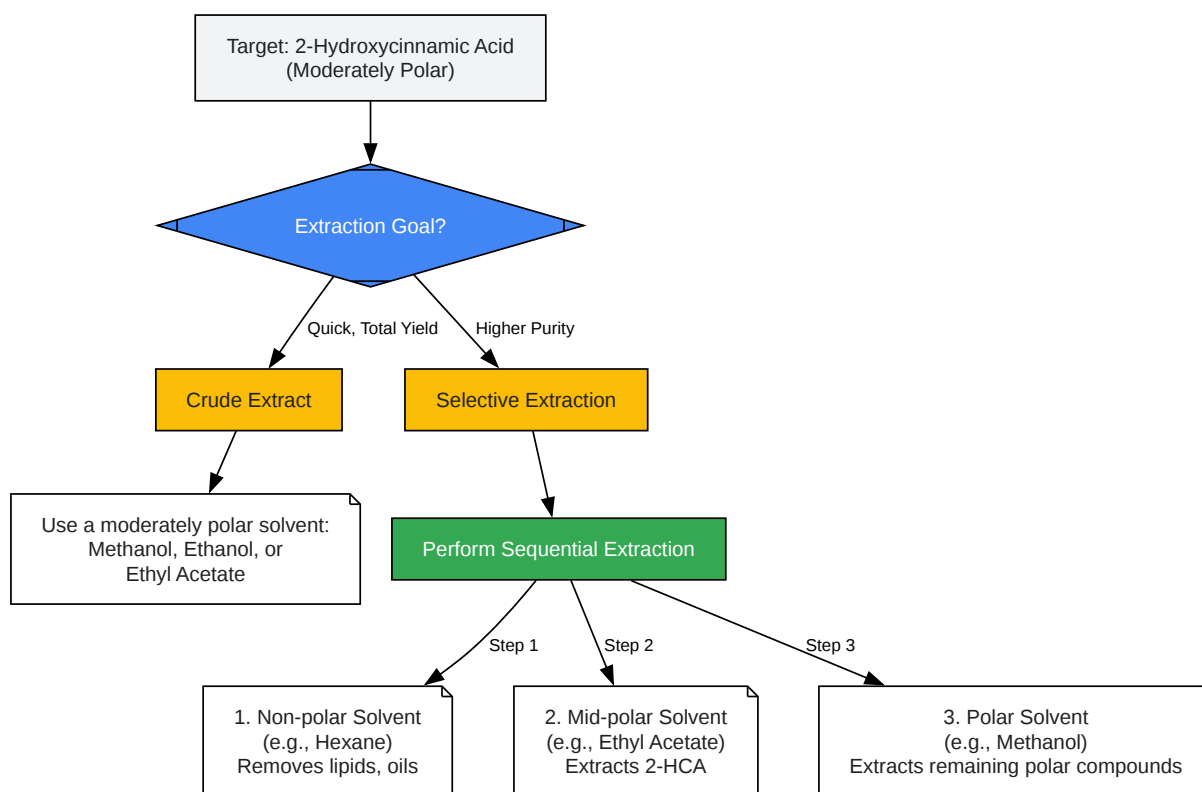 Target: 2-Hydroxycinnamic Acid
(Moderately Polar)
Extraction Goal?
Quick, Total Yield
Higher Purity
Crude Extract
Selective Extraction
Use a moderately polar solvent:
Methanol, Ethanol, or
Ethyl Acetate
Perform Sequential Extraction
Step 1
Step 2
Step 3
1. Non-polar Solvent
(e.g., Hexane)
Removes lipids, oils
2. Mid-polar Solvent
(e.g., Ethyl Acetate)
Extracts 2-HCA
3. Polar Solvent
(e.g., Methanol)
Extracts remaining polar compounds